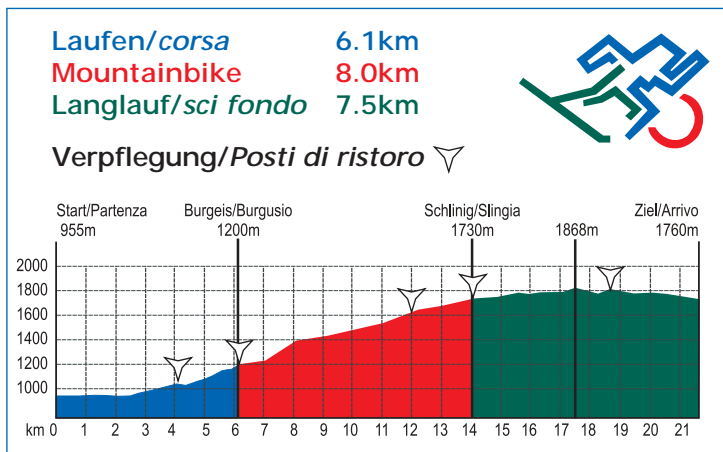 Laufen/corsa 6.1km
Mountainbike 8.0km
Langlauf/sci fondo 7.5km
Verpflegung/Posti di ristoro
Start/Partenza Burgeis/Burgusio Schlinig/Slingia Ziel/Arrivo
955m 1200m 1730m 1868m 1760m
2000
1800
1600
1400
1200
1000
km 0 1 2 3 4 5 6 7 8 9 10 11 12 13 14 15 16 17 18 19 20 21